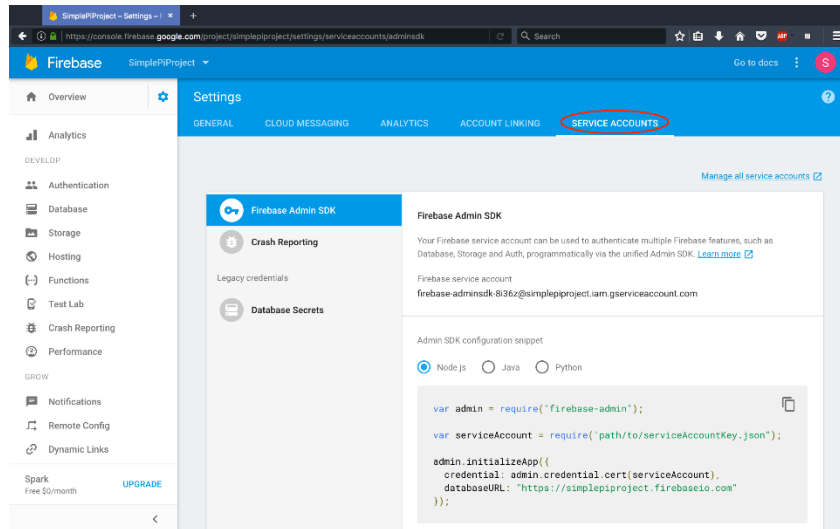 SimplePiProject – Settings – F
https://console.firebase.google.com/project/simplepiproject/settings/serviceaccounts/adminsdk
Search
Firebase
SimplePiProject
Go to docs
S
Overview
Settings
?
GENERAL
CLOUD MESSAGING
ANALYTICS
ACCOUNT LINKING
SERVICE ACCOUNTS
Analytics
DEVELOP
Authentication
Database
Storage
Hosting
Functions
Test Lab
Crash Reporting
Performance
GROW
Notifications
Remote Config
Dynamic Links
Spark
Free $0/month
UPGRADE
Manage all service accounts
Firebase Admin SDK
Crash Reporting
Legacy credentials
Database Secrets
Firebase Admin SDK
Your Firebase service account can be used to authenticate multiple Firebase features, such as
Database, Storage and Auth, programmatically via the unified Admin SDK. Learn more
Firebase service account
firebase-adminsdk-8i36z@simplepiproject.iam.gserviceaccount.com
Admin SDK configuration snippet
Node.js
Java
Python
var admin = require("firebase-admin");
var serviceAccount = require("path/to/serviceAccountKey.json");
admin.initializeApp({
credential: admin.credential.cert(serviceAccount),
databaseURL: "https://simplepiproject.firebaseio.com"
});